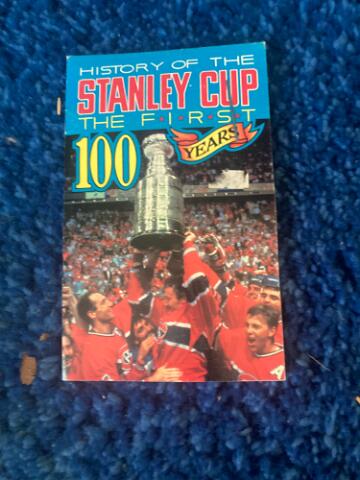 HISTORY OF THE
STANLEY CUP
THE F·I·R·S·T
100
YEARS